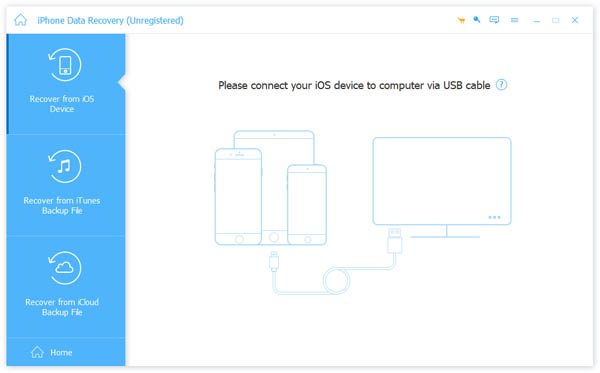 iPhone Data Recovery (Unregistered)
Recover from iOS
Device
Please connect your iOS device to computer via USB cable ?
Recover from iTunes
Backup File
Recover from iCloud
Backup File
Home